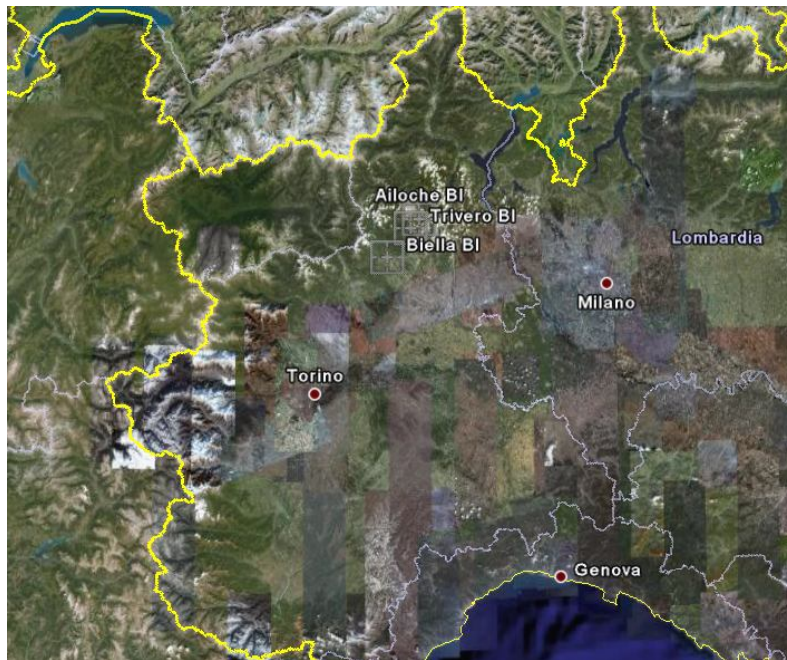 Ailoche BI
Trivero BI
Lombardia
Biella BI
Milano
Torino
Genova